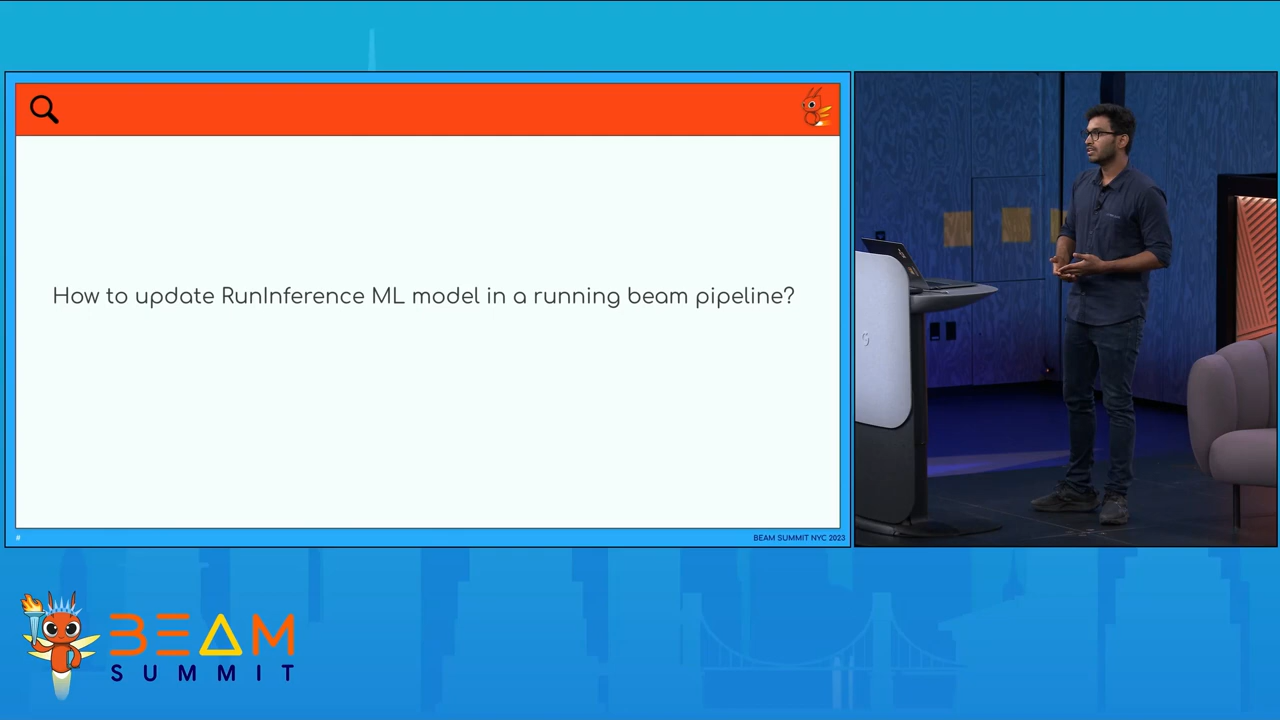 How to update RunInference ML model in a running beam pipeline?
#
BEAM SUMMIT NYC 2023
BEAM
SUMMIT